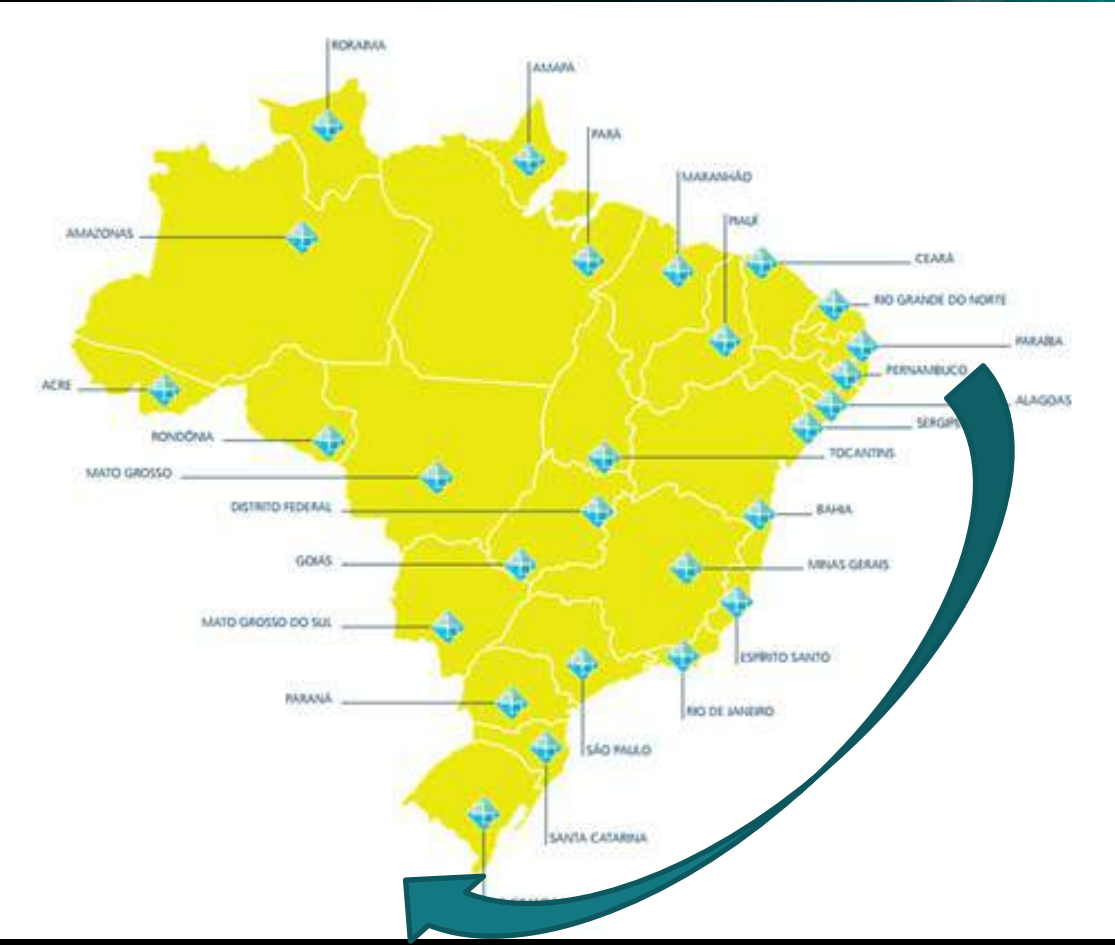 RORAIMA
AMAPÁ
PARÁ
MARANHÃO
PIAUÍ
AMAZONAS
CEARÁ
RIO GRANDE DO NORTE
PARAÍBA
PERNAMBUCO
ACRE
ALAGOAS
SERGIPE
RONDÔNIA
TOCANTINS
MATO GROSSO
DISTRITO FEDERAL
BAHIA
GOIÁS
MINAS GERAIS
MATO GROSSO DO SUL
ESPÍRITO SANTO
PARANÁ
RIO DE JANEIRO
SÃO PAULO
SANTA CATARINA